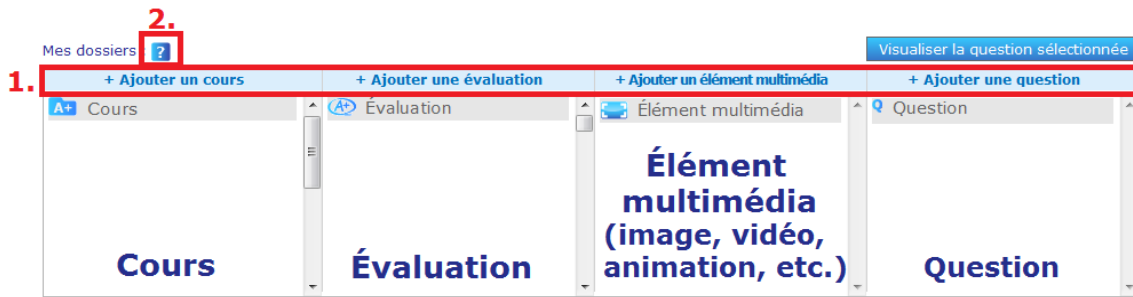 2.
Mes dossiers : ?
Visualiser la question sélectionnée
1.
+ Ajouter un cours
+ Ajouter une évaluation
+ Ajouter un élément multimédia
+ Ajouter une question
A+ Cours
A+ Évaluation
Élément multimédia
Q Question
Cours
Évaluation
Élément
multimédia
(image, vidéo,
animation, etc.)
Question